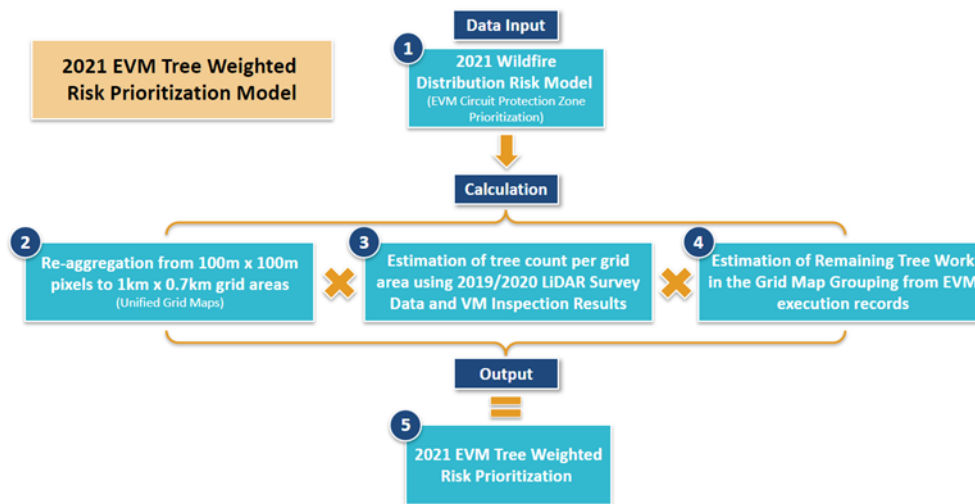 2021 EVM Tree Weighted
Risk Prioritization Model
Data Input
1
2021 Wildfire
Distribution Risk Model
(EVM Circuit Protection Zone
Prioritization)
Calculation
2
Re-aggregation from 100m x 100m
pixels to 1km x 0.7km grid areas
(Unified Grid Maps)
3
Estimation of tree count per grid
area using 2019/2020 LiDAR Survey
Data and VM Inspection Results
4
Estimation of Remaining Tree Work
in the Grid Map Grouping from EVM
execution records
Output
5
2021 EVM Tree Weighted
Risk Prioritization